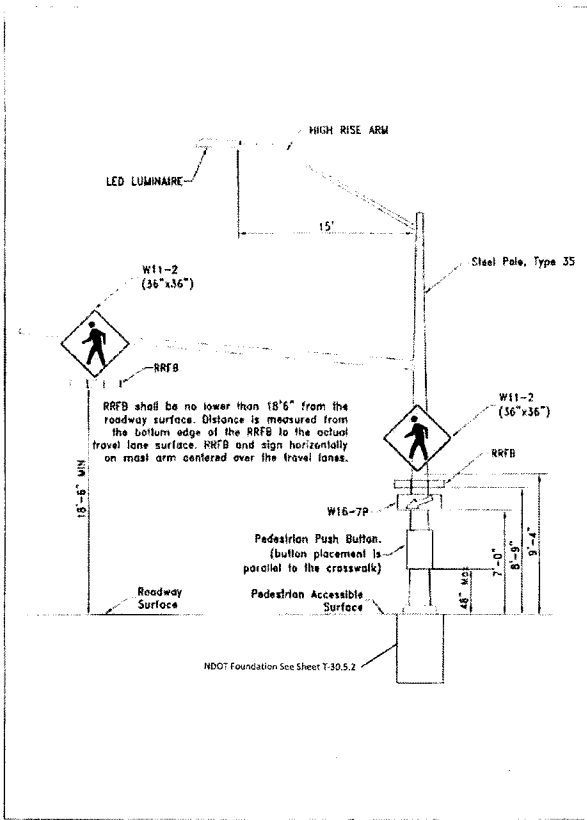 HIGH RISE ARM
LED LUMINAIRE
15'
Steel Pole, Type 35
W11-2
(36"x36")
RRFB
RRFB shall be no lower than 18'6" from the
roadway surface. Distance is measured from
the bottom edge of the RRFB to the actual
travel lane surface. RRFB and sign horizontally
on mast arm centered over the travel lanes.
18'-6" MIN
W11-2
(36"x36")
RRFB
W16-7P
Pedestrian Push Button.
(button placement is
parallel to the crosswalk)
48" Max
7'-0"
8'-9"
9'-4"
Roadway
Surface
Pedestrian Accessible
Surface
NDOT Foundation See Sheet T-30.5.2